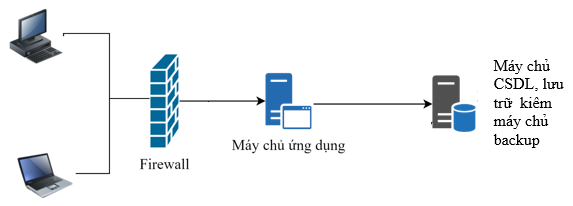 Máy chủ
CSDL, lưu
trữ kiêm
máy chủ
backup
Máy chủ ứng dụng
Firewall